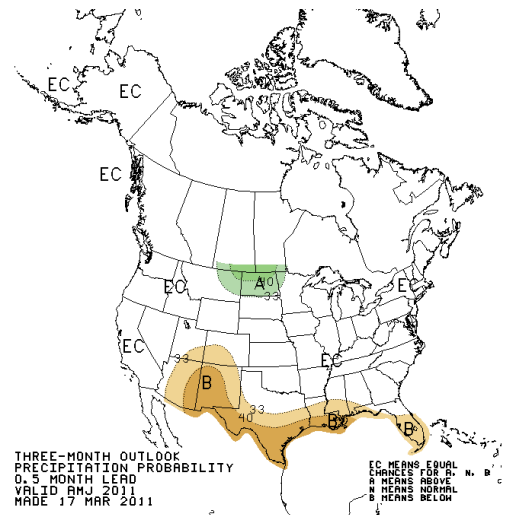 EC
EC
EC
EC
A
40
33
EC
EC
33
EC
B
33
40
B
B
THREE-MONTH OUTLOOK
PRECIPITATION PROBABILITY
0.5 MONTH LEAD
VALID AMJ 2011
MADE 17 MAR 2011
EC MEANS EQUAL
CHANCES FOR A, N, B
A MEANS ABOVE
N MEANS NORMAL
B MEANS BELOW